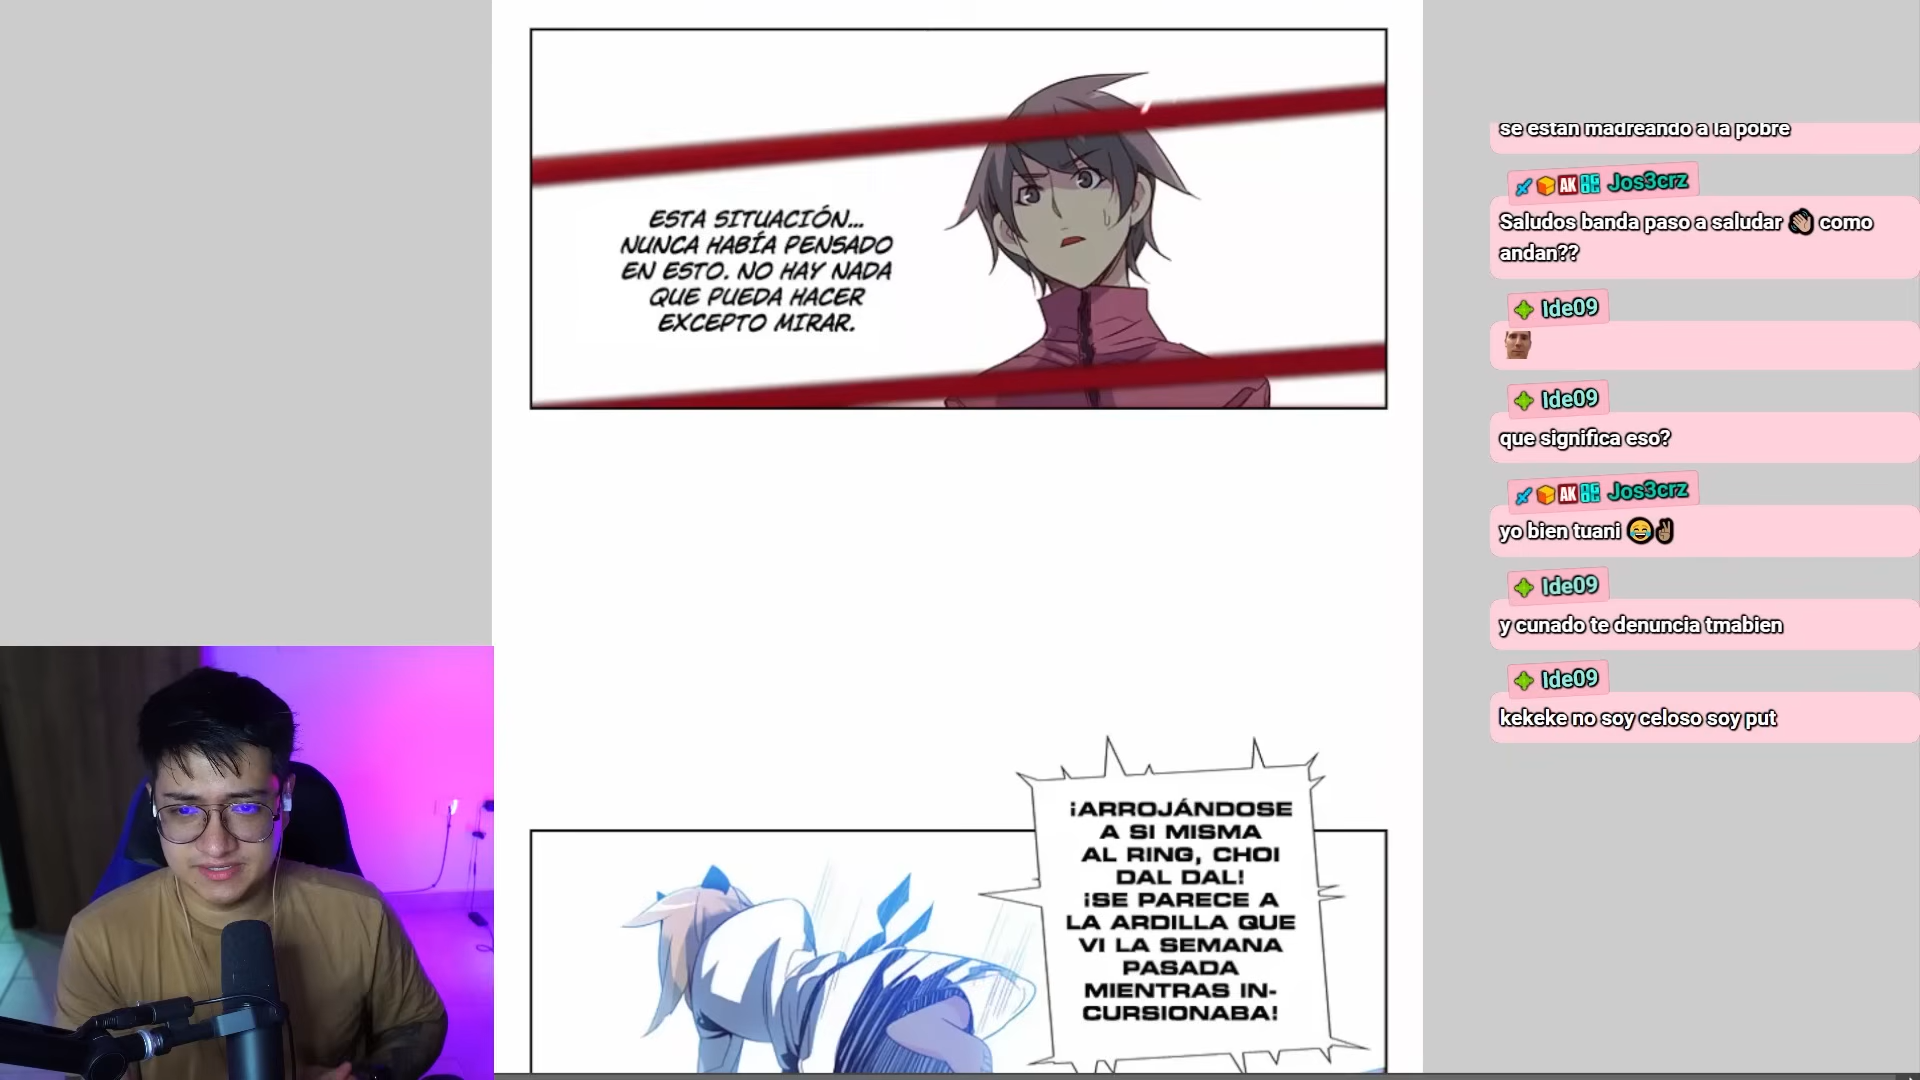 ESTA SITUACIÓN...
NUNCA HABÍA PENSADO
EN ESTO. NO HAY NADA
QUE PUEDA HACER
EXCEPTO MIRAR.
¡ARROJÁNDOSE
A SI MISMA
AL RING, CHOI
DAL DAL!
¡SE PARECE A
LA ARDILLA QUE
VI LA SEMANA
PASADA
MIENTRAS IN-
CURSIONABA!
se estan madreando a la pobre
AK Jos3crz
Saludos banda paso a saludar 👋🏽 como
andan??
Ide09
Ide09
que significa eso?
AK Jos3crz
yo bien tuani 😂✌🏽
Ide09
y cunado te denuncia tmabien
Ide09
kekeke no soy celoso soy put